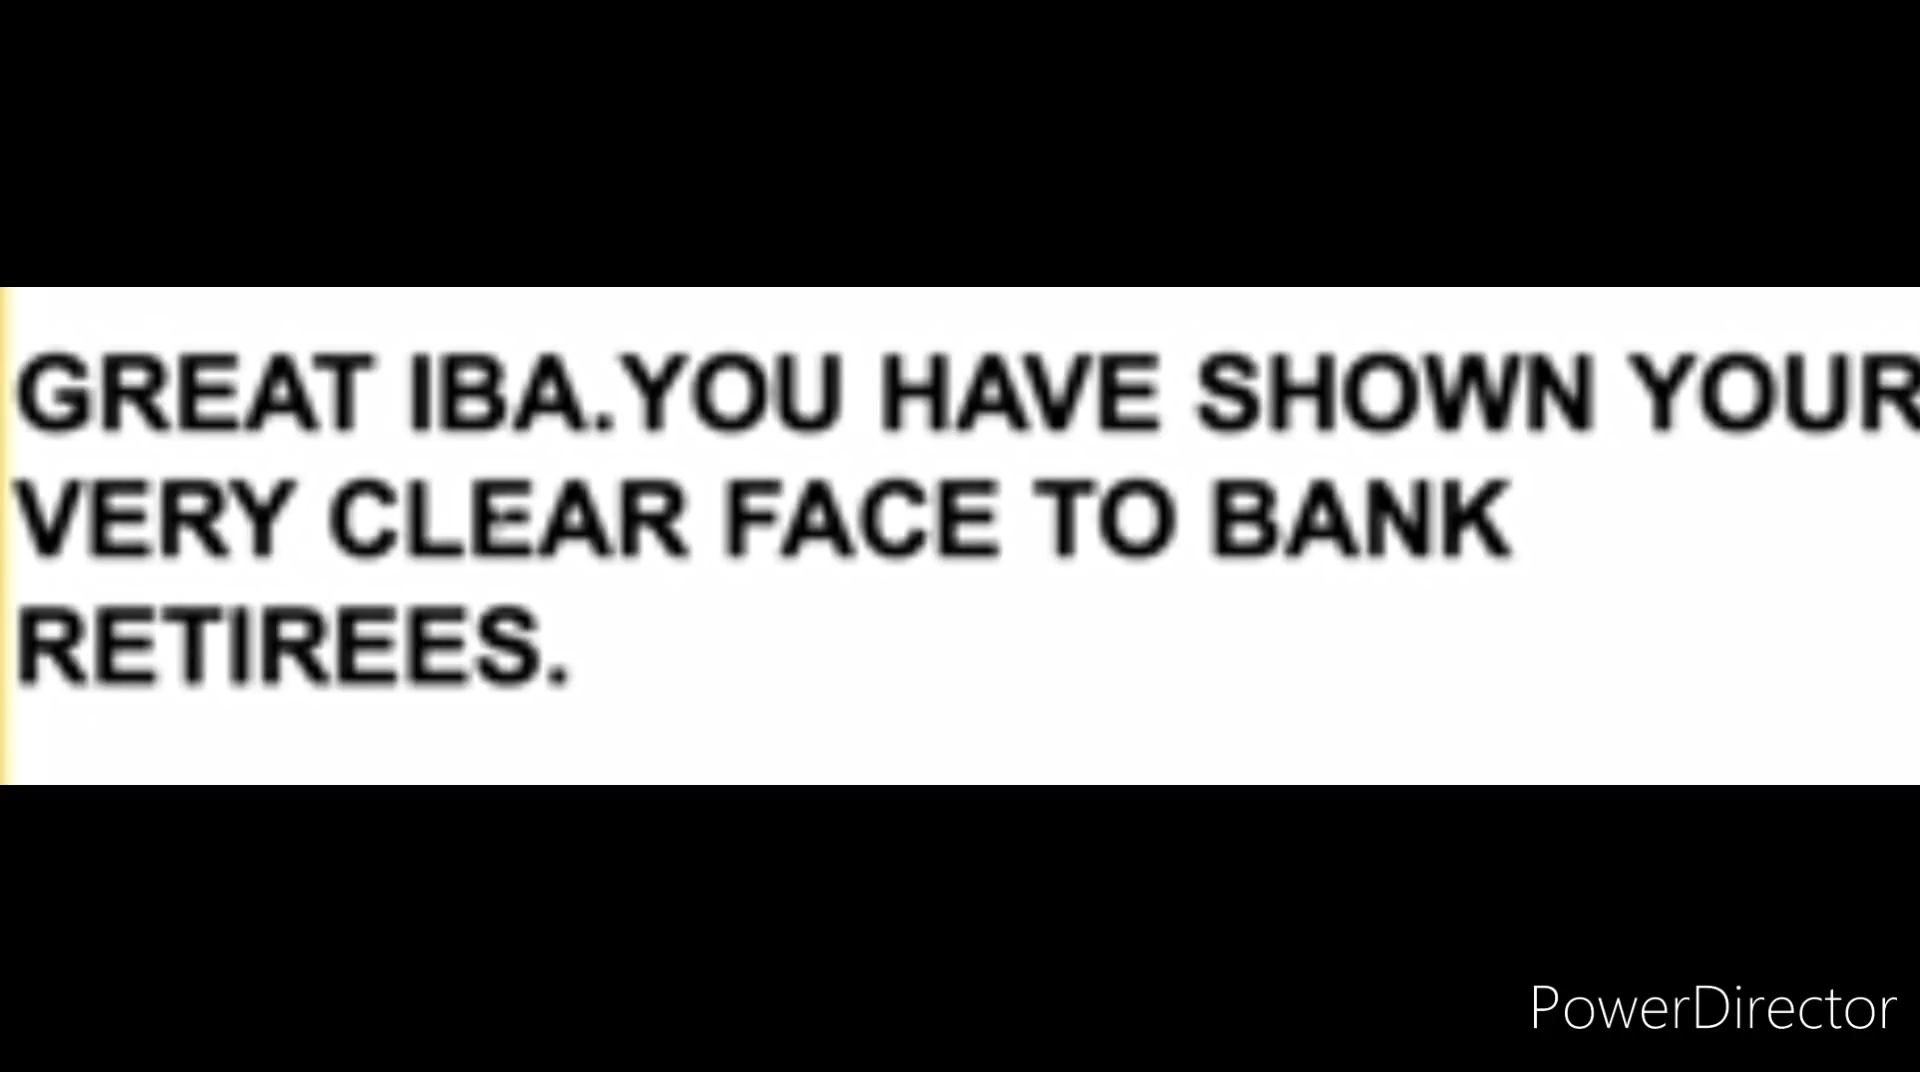 GREAT IBA.YOU HAVE SHOWN YOUR
VERY CLEAR FACE TO BANK
RETIREES.
PowerDirector